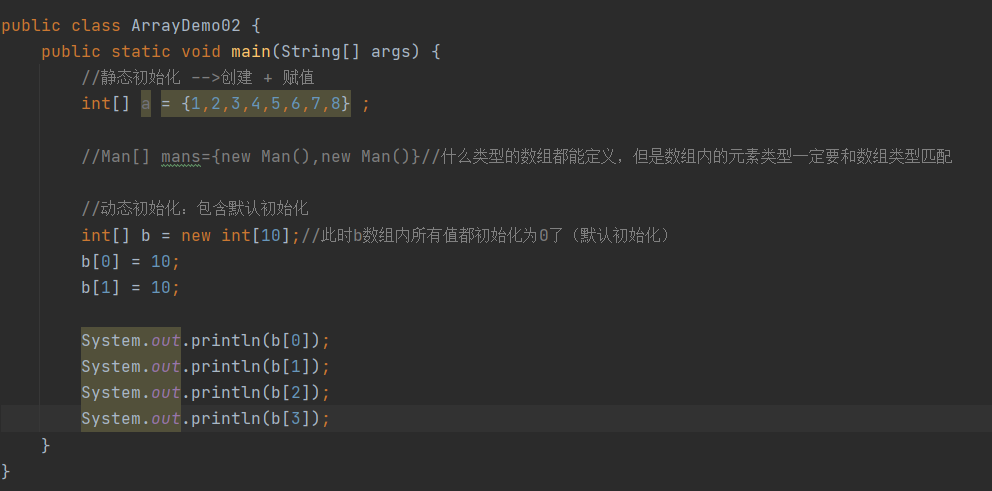 public class ArrayDemo02 {
    public static void main(String[] args) {
        //静态初始化 -->创建 + 赋值
        int[] a = {1,2,3,4,5,6,7,8} ;
        //Man[] mans={new Man(),new Man()}//什么类型的数组都能定义，但是数组内的元素类型一定要和数组类型匹配
        //动态初始化：包含默认初始化
        int[] b = new int[10];//此时b数组内所有值都初始化为0了（默认初始化）
        b[0] = 10;
        b[1] = 10;
        System.out.println(b[0]);
        System.out.println(b[1]);
        System.out.println(b[2]);
        System.out.println(b[3]);
    }
}